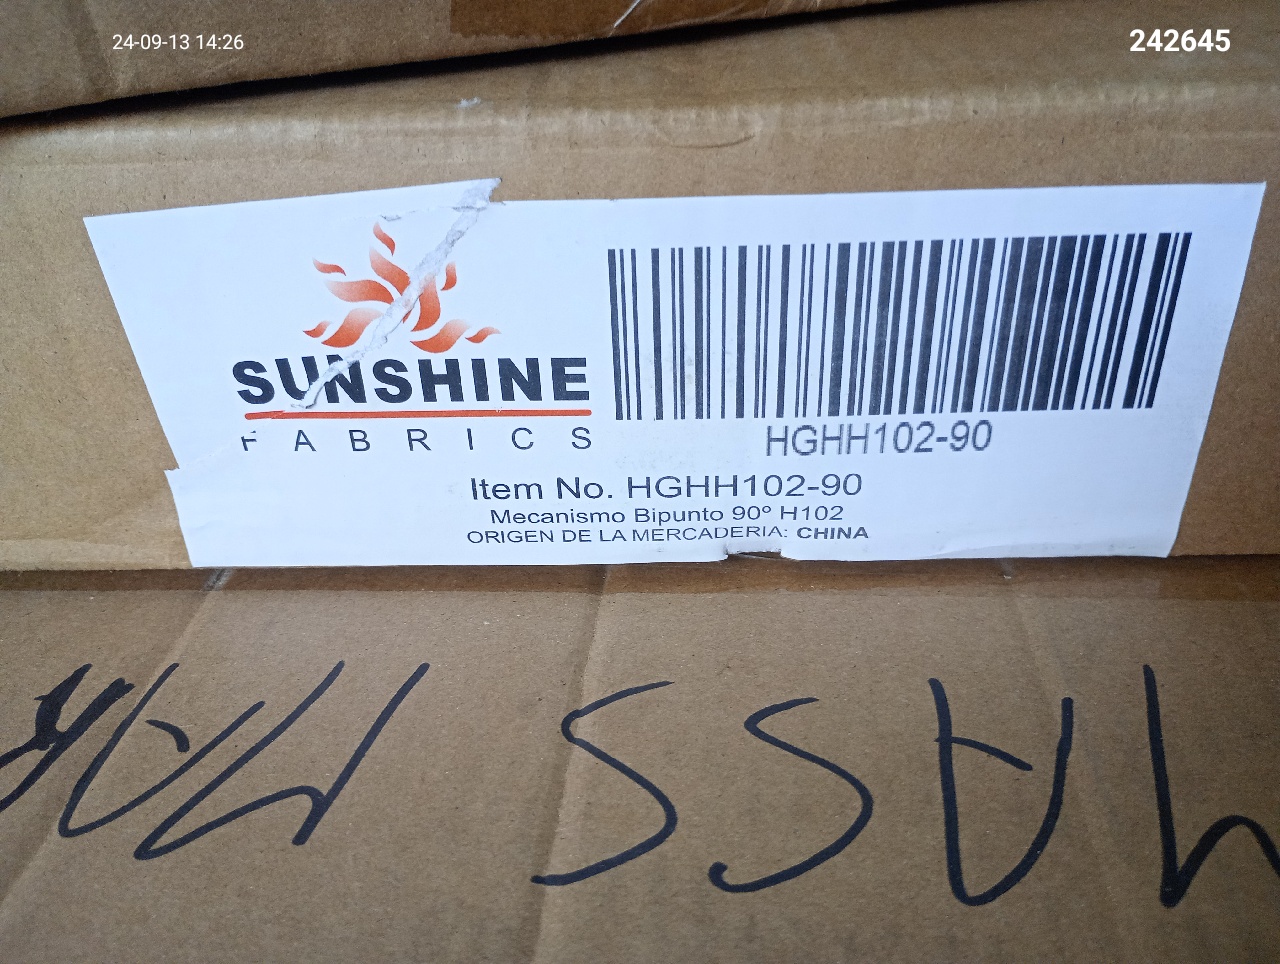 24-09-13 14:26
242645
SUNSHINE
FABRICS
HGHH102-90
Item No. HGHH102-90
Mecanismo Bipunto 90º H102
ORIGEN DE LA MERCADERIA: CHINA